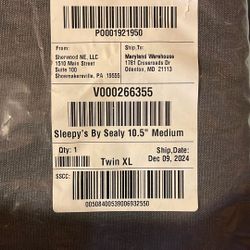 PO001921950
From:
Sherwood NE, LLC
1510 Main Street
Suite 100
Shoemakersville, PA 19555
Ship To:
Maryland Warehouse
1781 Crossroads Dr
Odenton, MD 21113
V000266355
Sleepy's By Sealy 10.5" Medium
Qty: 1
Twin XL
Ship Date:
Dec 09, 2024
SSCC:
00508400539006932550